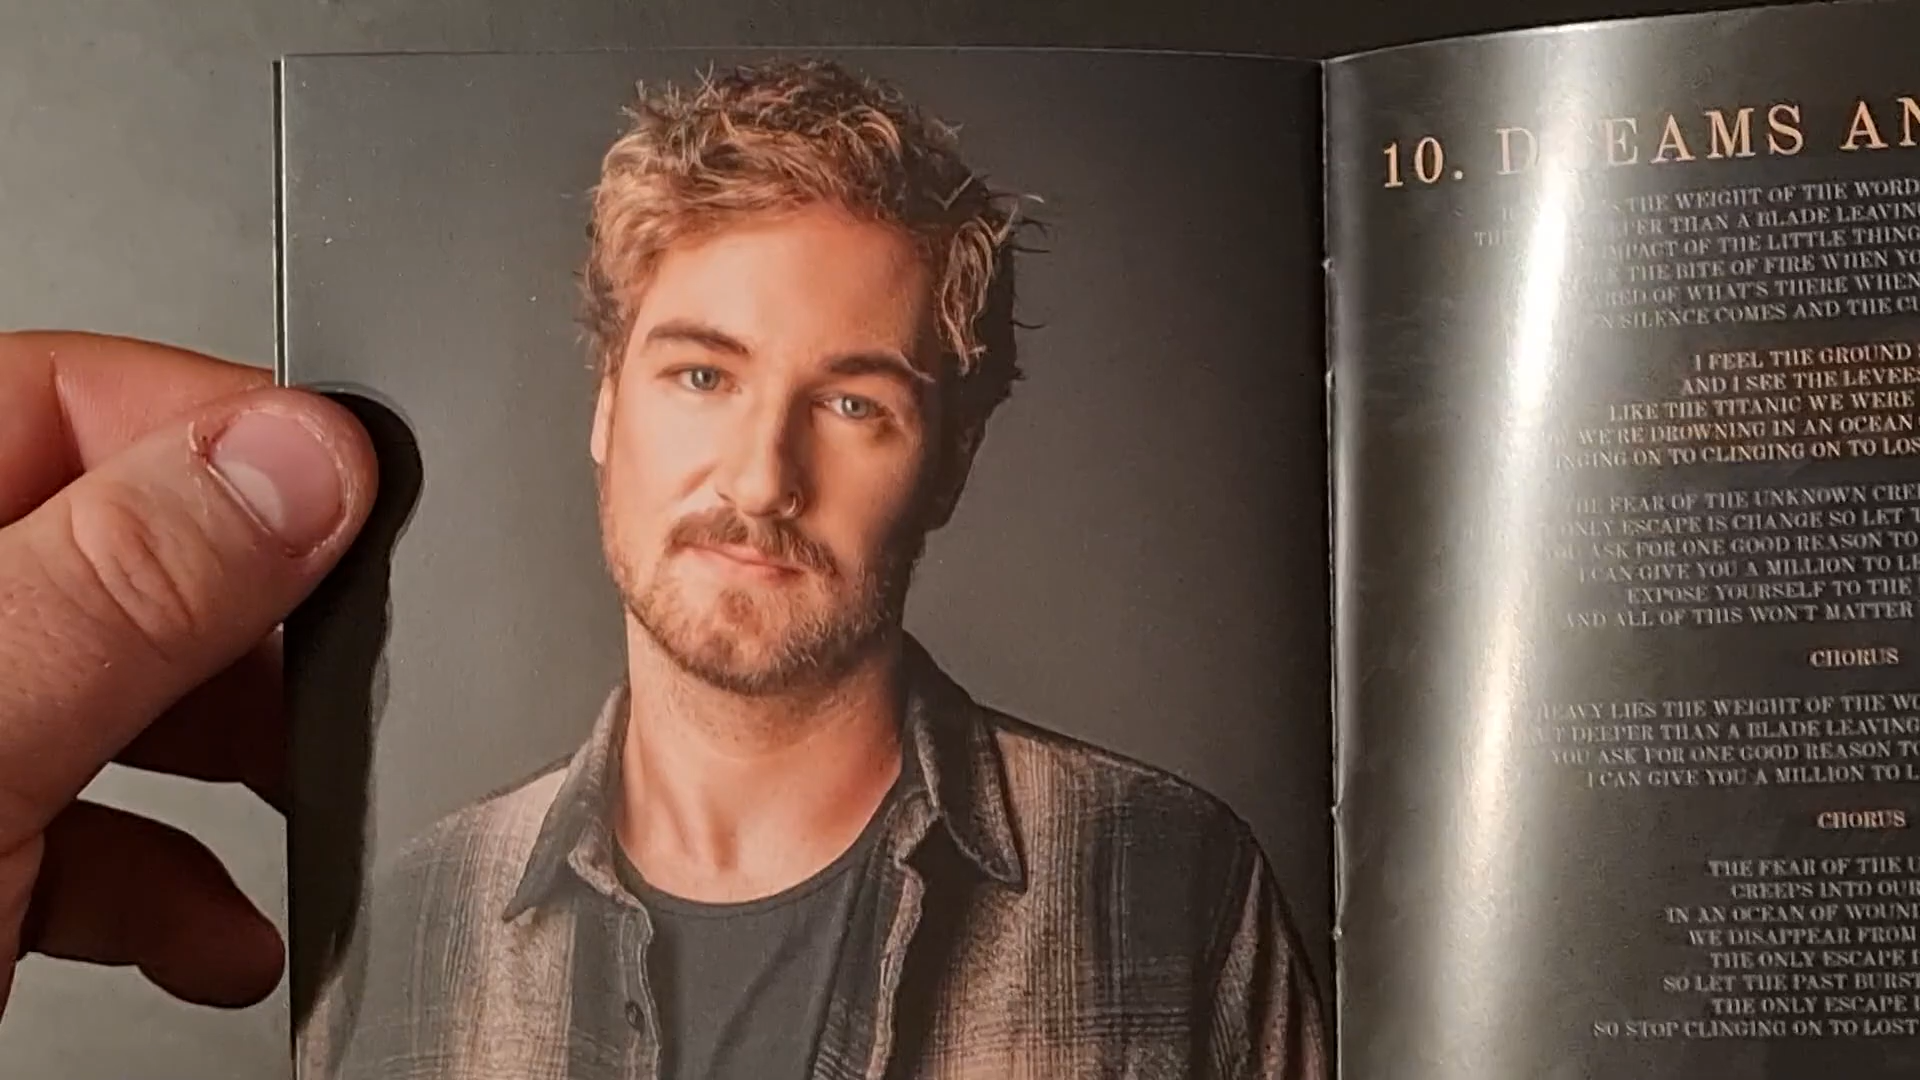 10. DREAMS AN
THE WEIGHT OF THE WORD
DEEPER THAN A BLADE LEAVING
IMPACT OF THE LITTLE THING
THE BITE OF FIRE WHEN YO
OF WHAT'S THERE WHEN
SILENCE COMES AND THE CU
I FEEL THE GROUND S
AND I SEE THE LEVEES
LIKE THE TITANIC WE WERE
WE'RE DROWNING IN AN OCEAN
ON TO CLINGING ON TO LOS
THE FEAR OF THE UNKNOWN CREE
ONLY ESCAPE IS CHANGE SO LET T
YOU ASK FOR ONE GOOD REASON TO
I CAN GIVE YOU A MILLION TO LE
EXPOSE YOURSELF TO THE
AND ALL OF THIS WON'T MATTER
CHORUS
HEAVY LIES THE WEIGHT OF THE WO
DEEPER THAN A BLADE LEAVING
YOU ASK FOR ONE GOOD REASON TO
I CAN GIVE YOU A MILLION TO L
CHORUS
THE FEAR OF THE U
CREEPS INTO OUR
IN AN OCEAN OF WOUN
WE DISAPPEAR FROM
THE ONLY ESCAPE I
SO LET THE PAST BURST
THE ONLY ESCAPE I
SO STOP CLINGING ON TO LOST